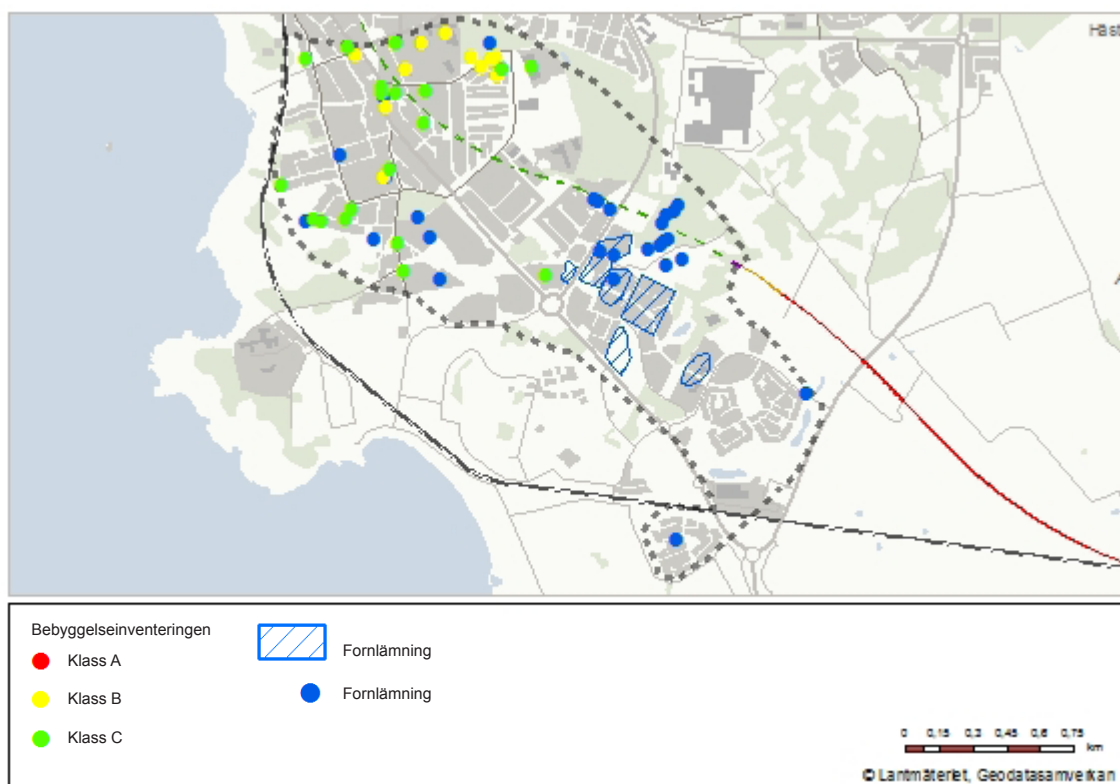 Häst
Bebyggelseinventeringen
Klass A
Klass B
Klass C
Fornlämning
Fornlämning
0 0,15 0,3 0,45 0,6 0,75
km
© Lantmäteriet, Geodatasamverkan